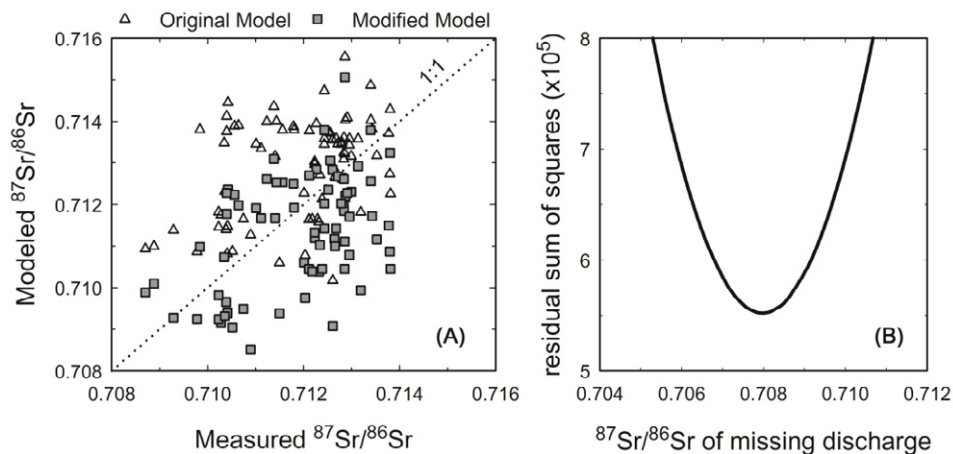 Original Model Modified Model
0.716
0.714
0.712
0.710
0.708
Modeled ⁸⁷Sr/⁸⁶Sr
1:1
(A)
0.708 0.710 0.712 0.714 0.716
Measured ⁸⁷Sr/⁸⁶Sr
8
7
6
5
residual sum of squares (x10⁵)
(B)
0.704 0.706 0.708 0.710 0.712
⁸⁷Sr/⁸⁶Sr of missing discharge